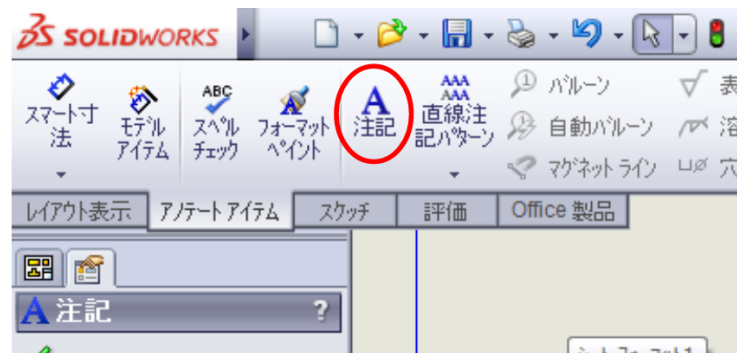 SOLIDWORKS
スマート寸法
モデルアイテム
ABC
スペルチェック
フォーマットペイント
A
注記
AAA
AAA
直線注記パターン
バルーン
自動バルーン
マグネット ライン
表
溶
穴
レイアウト表示 アノテート アイテム スケッチ 評価 Office 製品
A 注記 ?